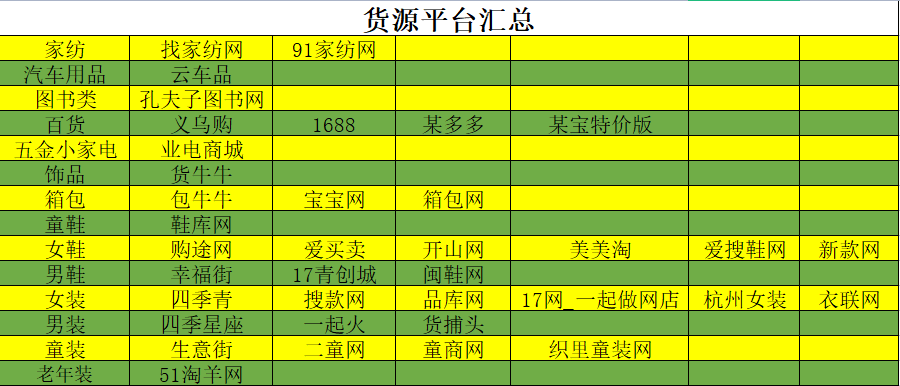 货源平台汇总
家纺 找家纺网 91家纺网
汽车用品 云车品
图书类 孔夫子图书网
百货 义乌购 1688 某多多 某宝特价版
五金小家电 业电商城
饰品 货牛牛
箱包 包牛牛 宝宝网 箱包网
童鞋 鞋库网
女鞋 购途网 爱买卖 开山网 美美淘 爱搜鞋网 新款网
男鞋 幸福街 17青创城 闽鞋网
女装 四季青 搜款网 品库网 17网_一起做网店 杭州女装 衣联网
男装 四季星座 一起火 货捕头
童装 生意街 二童网 童商网 织里童装网
老年装 51淘羊网